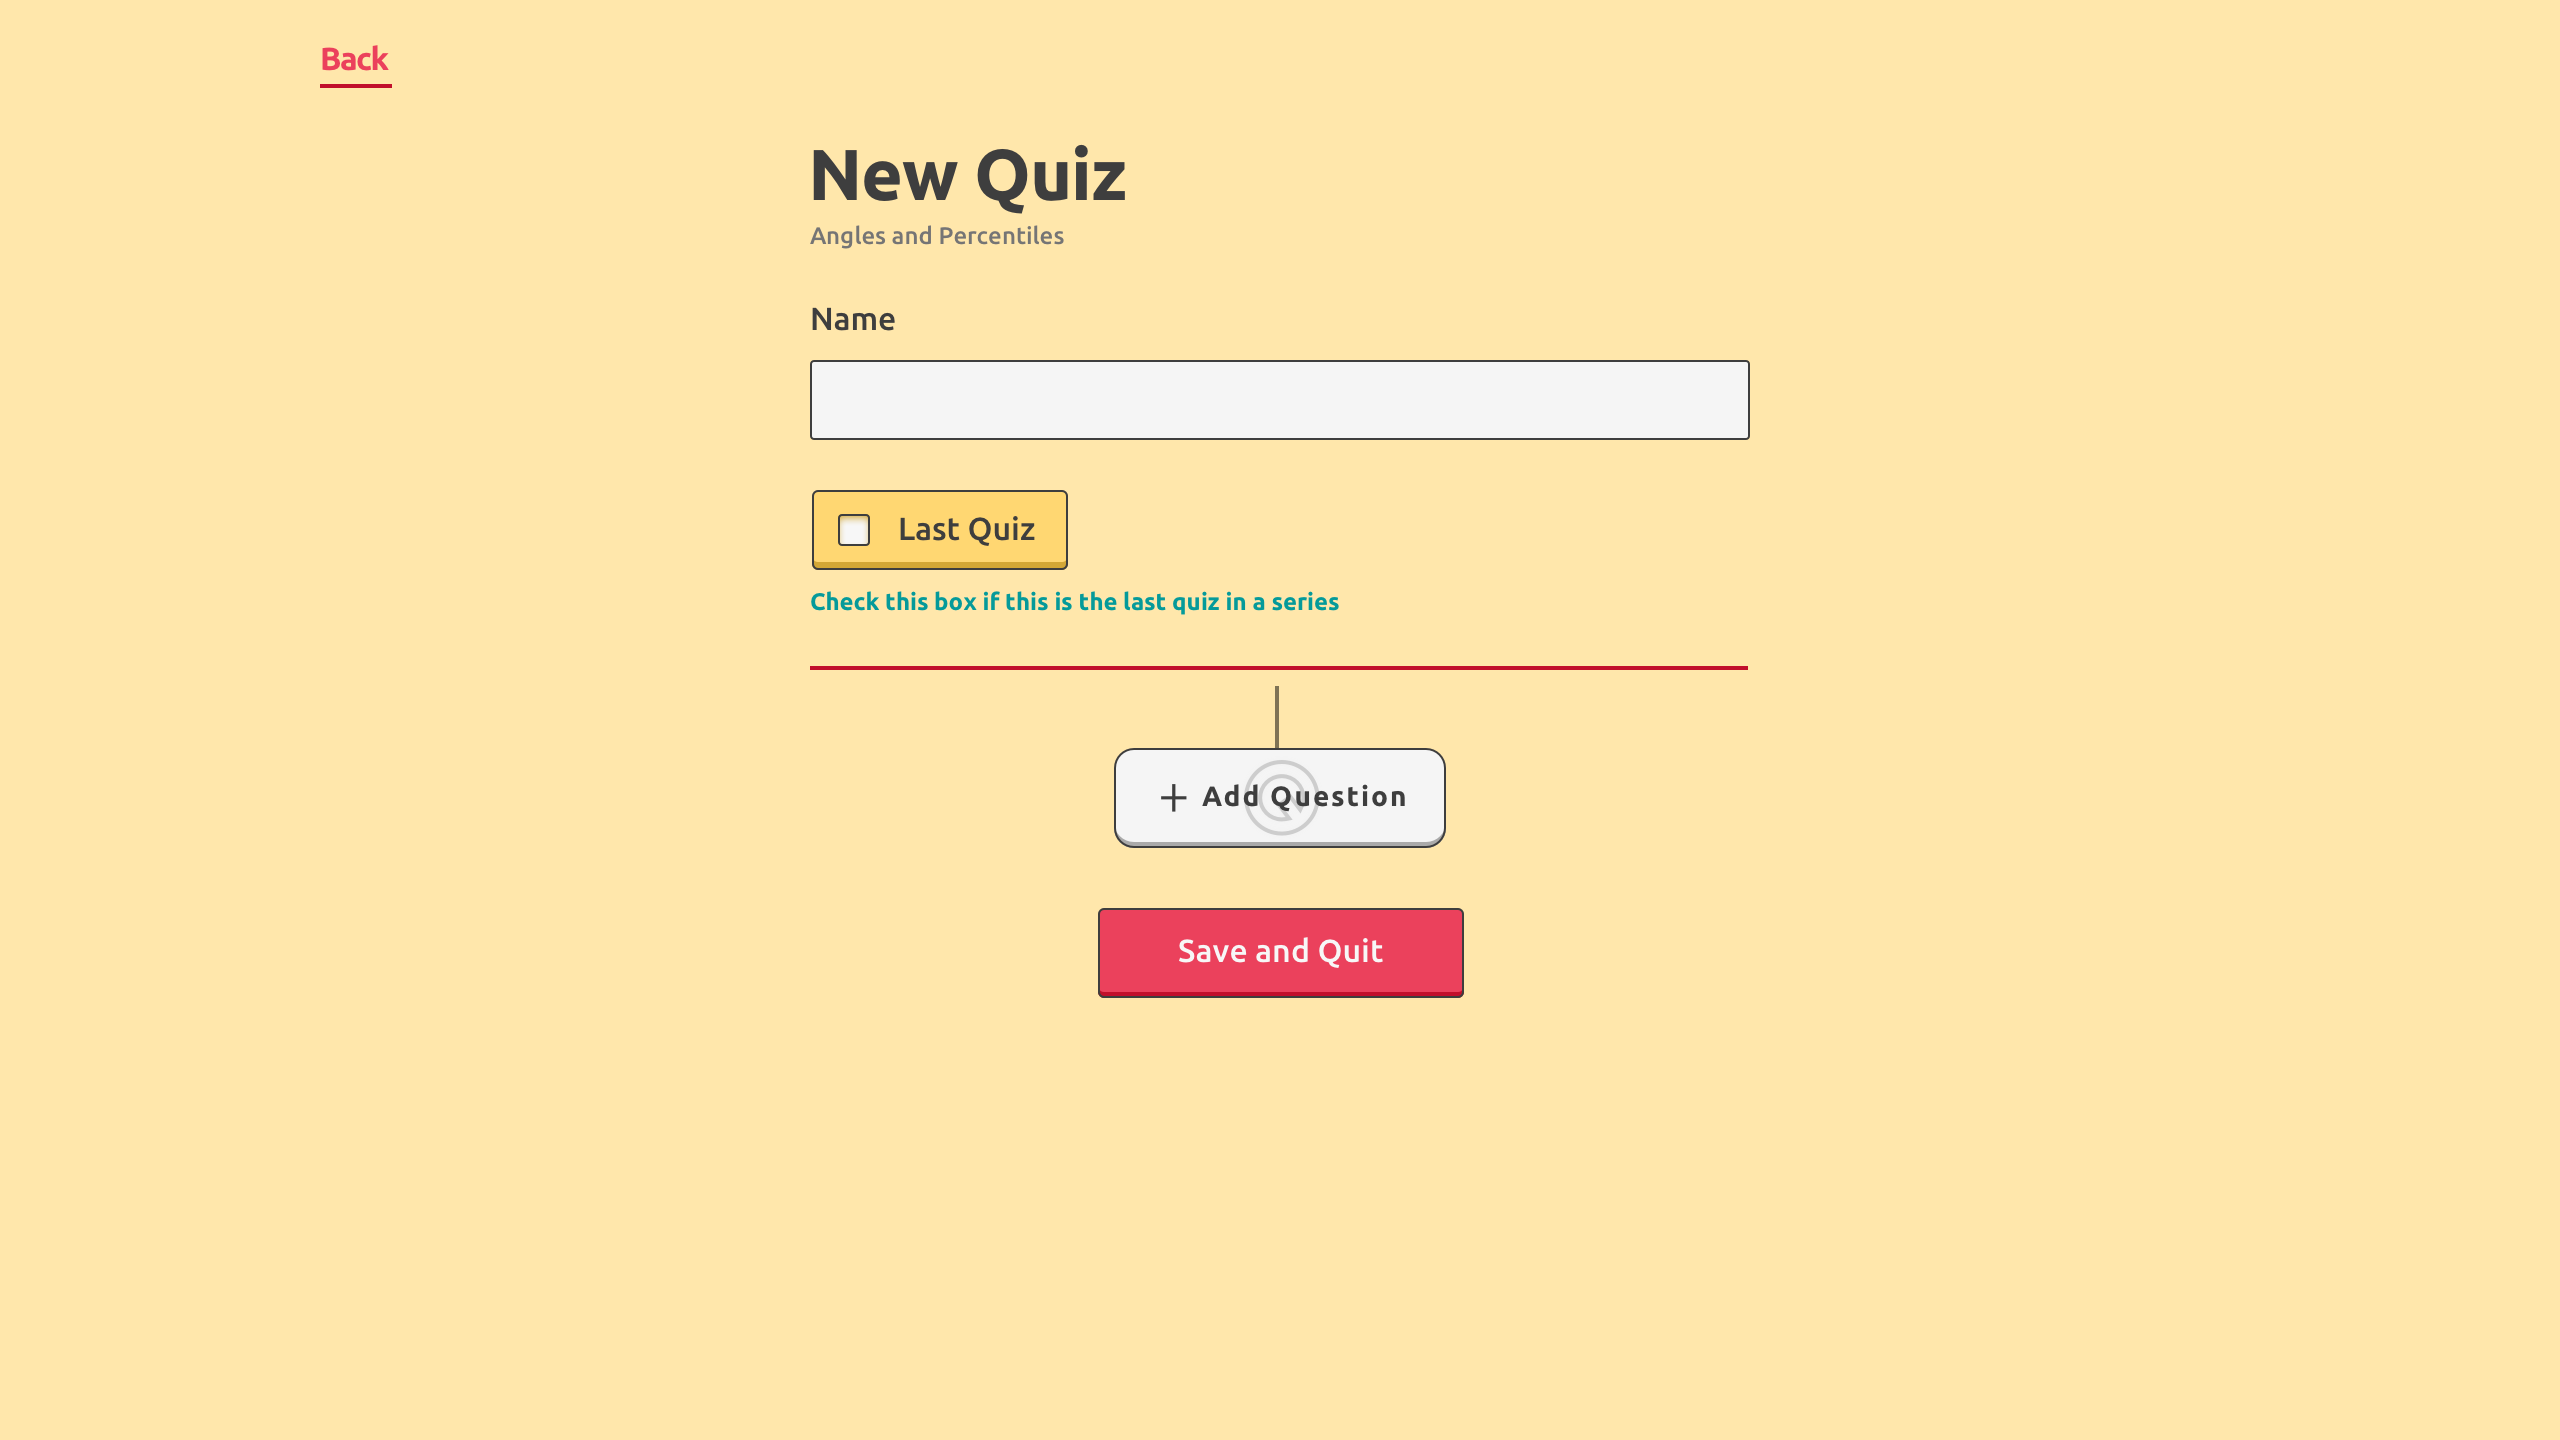 Back
New Quiz
Angles and Percentiles
Name
Last Quiz
Check this box if this is the last quiz in a series
+ Add Question
Save and Quit